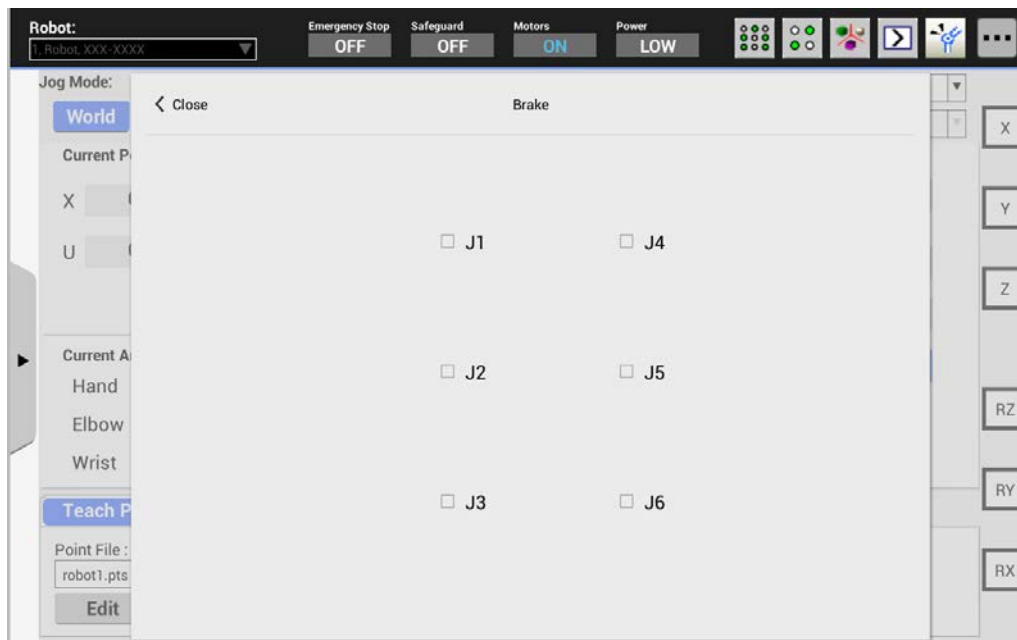 Robot:
1, Robot, XXX-XXXX
Emergency Stop
OFF
Safeguard
OFF
Motors
ON
Power
LOW
Jog Mode:
World
Close
Brake
Current P
X
U
J1
J4
J2
J5
J3
J6
Current A
Hand
Elbow
Wrist
Teach P
Point File :
robot1.pts
Edit
X
Y
Z
RZ
RY
RX